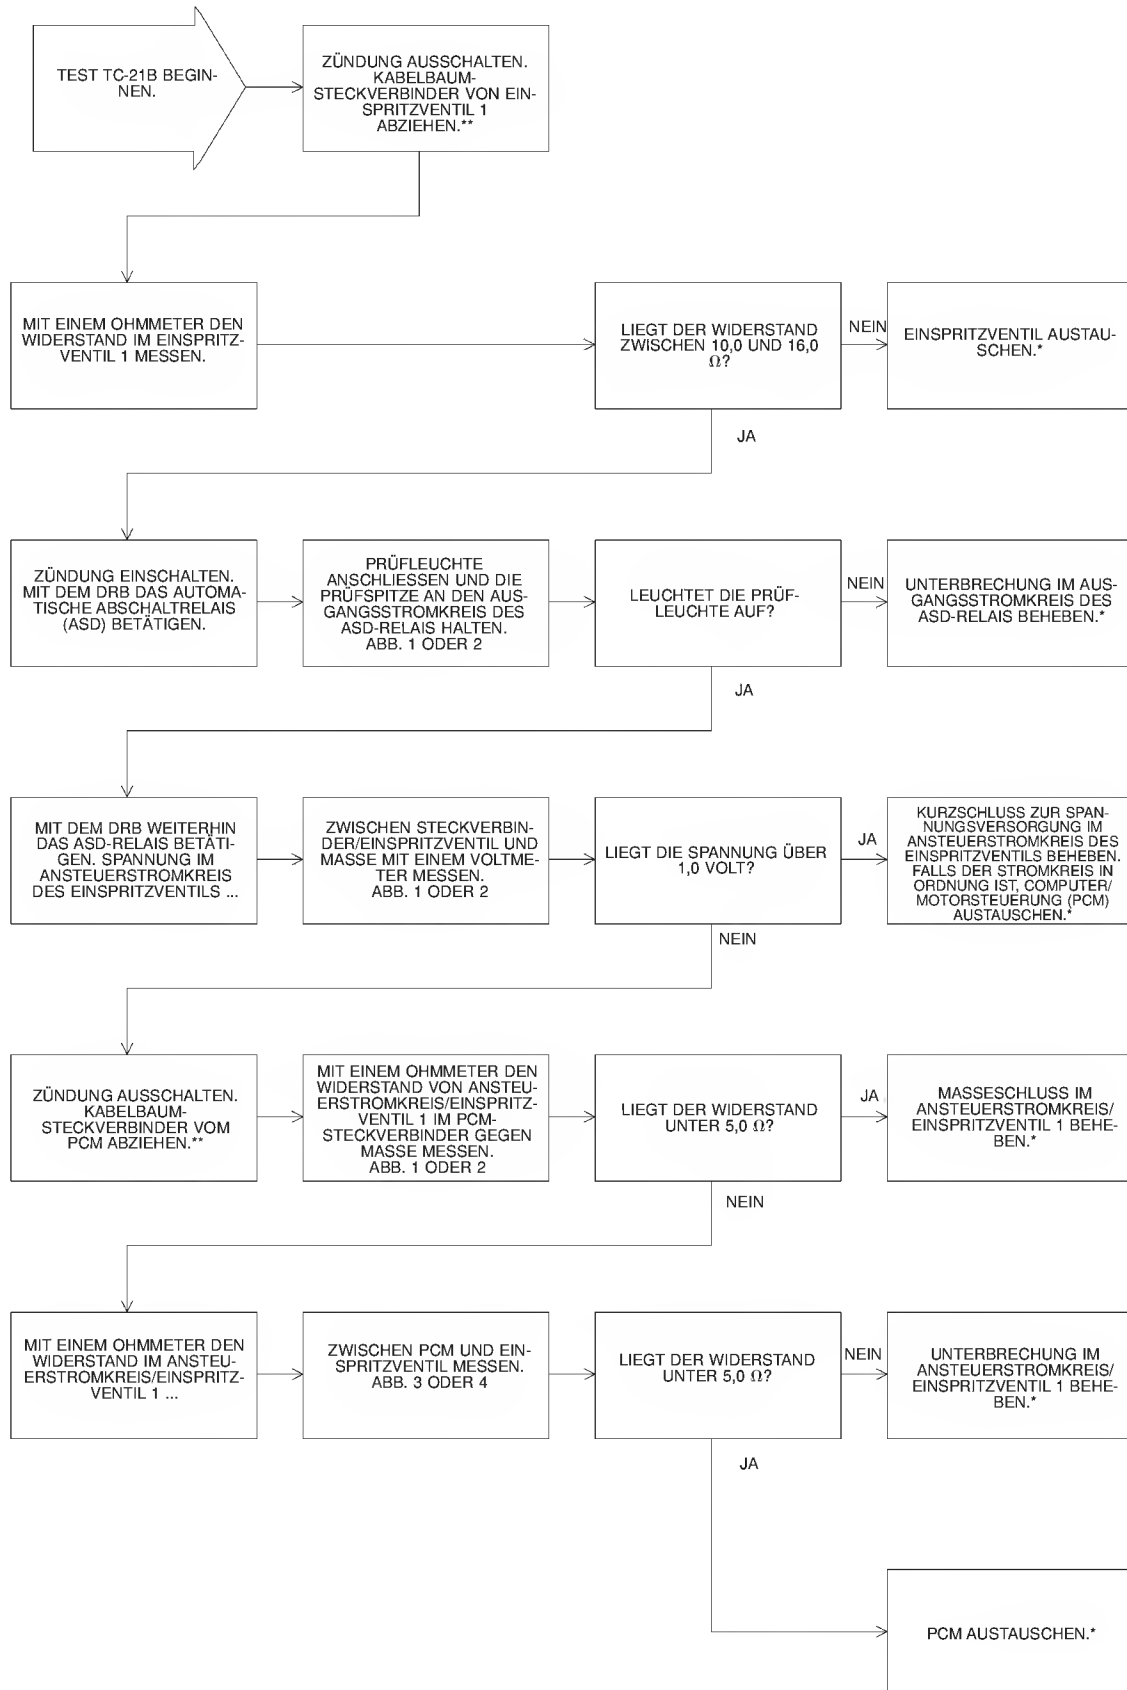 TEST TC-21B BEGIN-
NEN.
ZÜNDUNG AUSSCHALTEN.
KABELBAUM-
STECKVERBINDER VON EIN-
SPRITZVENTIL 1
ABZIEHEN.**
MIT EINEM OHMMETER DEN
WIDERSTAND IM EINSPRITZ-
VENTIL 1 MESSEN.
LIEGT DER WIDERSTAND
ZWISCHEN 10,0 UND 16,0
Ω?
NEIN
EINSPRITZVENTIL AUSTAU-
SCHEN.*
JA
ZÜNDUNG EINSCHALTEN.
MIT DEM DRB DAS AUTOMA-
TISCHE ABSCHALTRELAIS
(ASD) BETÄTIGEN.
PRÜFLEUCHTE
ANSCHLIESSEN UND DIE
PRÜFSPITZE AN DEN AUS-
GANGSSTROMKREIS DES
ASD-RELAIS HALTEN.
ABB. 1 ODER 2
LEUCHTET DIE PRÜF-
LEUCHTE AUF?
NEIN
UNTERBRECHUNG IM AUS-
GANGSSTROMKREIS DES
ASD-RELAIS BEHEBEN.*
JA
MIT DEM DRB WEITERHIN
DAS ASD-RELAIS BETÄTI-
GEN. SPANNUNG IM
ANSTEUERSTROMKREIS
DES EINSPRITZVENTILS ...
ZWISCHEN STECKVERBIN-
DER/EINSPRITZVENTIL UND
MASSE MIT EINEM VOLTME-
TER MESSEN.
ABB. 1 ODER 2
LIEGT DIE SPANNUNG ÜBER
1,0 VOLT?
JA
KURZSCHLUSS ZUR SPAN-
NUNGSVERSORGUNG IM
ANSTEUERSTROMKREIS DES
EINSPRITZVENTILS BEHEBEN.
FALLS DER STROMKREIS IN
ORDNUNG IST, COMPUTER/
MOTORSTEUERUNG (PCM)
AUSTAUSCHEN.*
NEIN
ZÜNDUNG AUSSCHALTEN.
KABELBAUM-
STECKVERBINDER VOM
PCM ABZIEHEN.**
MIT EINEM OHMMETER DEN
WIDERSTAND VON ANSTEU-
ERSTROMKREIS/EINSPRITZ-
VENTIL 1 IM PCM-
STECKVERBINDER GEGEN
MASSE MESSEN.
ABB. 1 ODER 2
LIEGT DER WIDERSTAND
UNTER 5,0 Ω?
JA
MASSESCHLUSS IM
ANSTEUERSTROMKREIS/
EINSPRITZVENTIL 1 BEHE-
BEN.*
NEIN
MIT EINEM OHMMETER DEN
WIDERSTAND IM ANSTEU-
ERSTROMKREIS/EINSPRITZ-
VENTIL 1 ...
ZWISCHEN PCM UND EIN-
SPRITZVENTIL MESSEN.
ABB. 3 ODER 4
LIEGT DER WIDERSTAND
UNTER 5,0 Ω?
NEIN
UNTERBRECHUNG IM
ANSTEUERSTROMKREIS/
EINSPRITZVENTIL 1 BEHE-
BEN.*
JA
PCM AUSTAUSCHEN.*